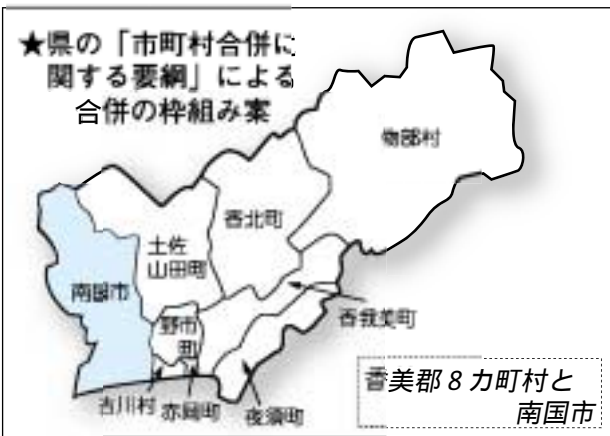 ★県の「市町村合併に
関する要綱」による
合併の枠組み案
物部村
香北町
土佐
山田町
南国市
野市
町
香我美町
吉川村
赤岡町
夜須町
香美郡8カ町村と
南国市